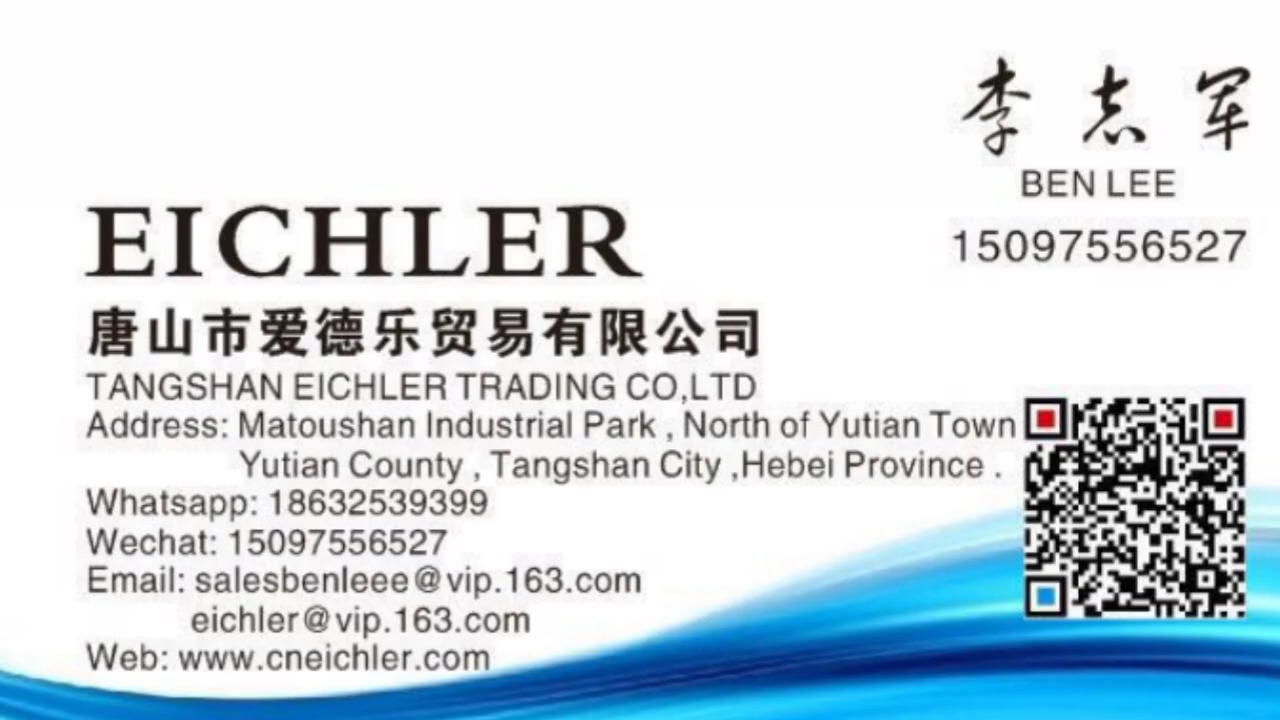 李志军
BEN LEE
15097556527
EICHLER
唐山市爱德乐贸易有限公司
TANGSHAN EICHLER TRADING CO,LTD
Address: Matoushan Industrial Park , North of Yutian Town
Yutian County , Tangshan City ,Hebei Province .
Whatsapp: 18632539399
Wechat: 15097556527
Email: salesbenleee@vip.163.com
eichler@vip.163.com
Web: www.cneichler.com